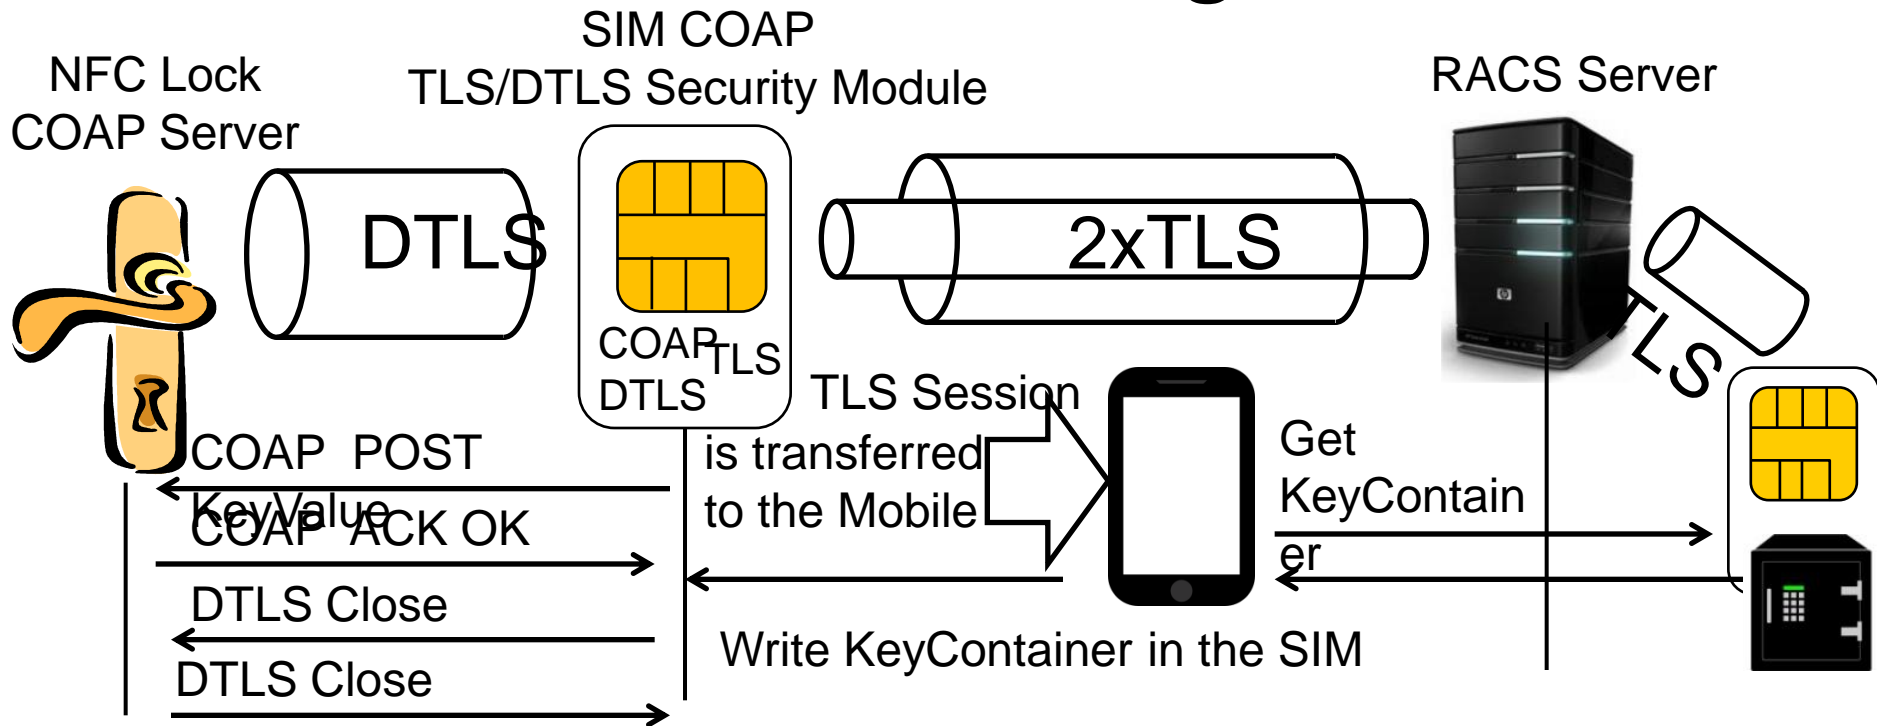 SIM COAP
TLS/DTLS Security Module
NFC Lock
COAP Server
RACS Server
DTLS
2xTLS
TLS
COAP
TLS
DTLS
TLS Session
is transferred
to the Mobile
Get
KeyContain
er
COAP POST
KeyValue
COAP ACK OK
DTLS Close
DTLS Close
Write KeyContainer in the SIM
hp